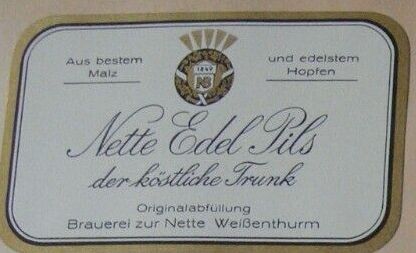 Aus bestem
Malz
und edelstem
Hopfen
Nette Edel Pils
der köstliche Trunk
Originalabfüllung
Brauerei zur Nette Weißenthurm